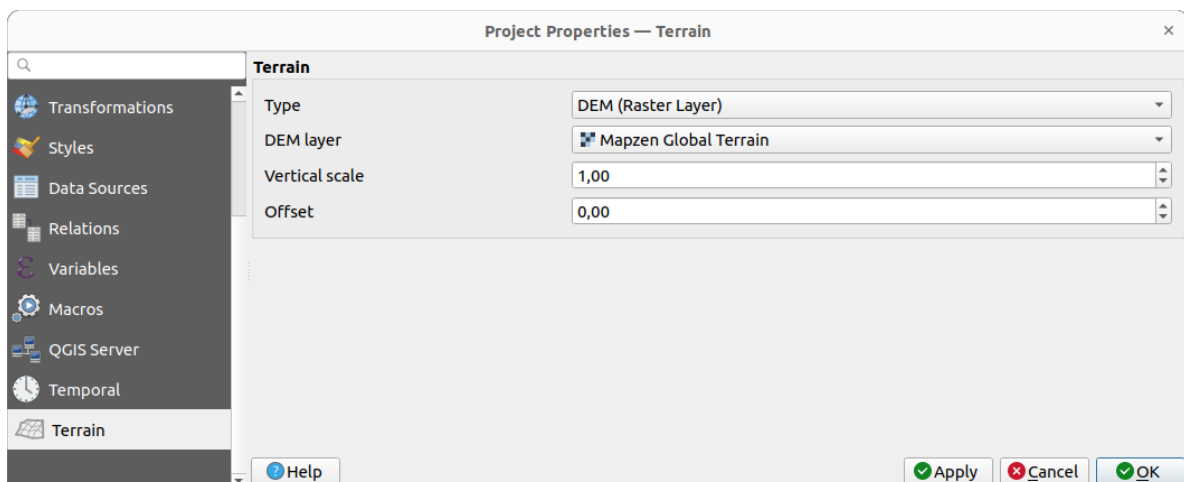 Project Properties — Terrain
Terrain
Transformations
Styles
Data Sources
Relations
Variables
Macros
QGIS Server
Temporal
Terrain
Type DEM (Raster Layer)
DEM layer Mapzen Global Terrain
Vertical scale 1,00
Offset 0,00
Help Apply Cancel OK